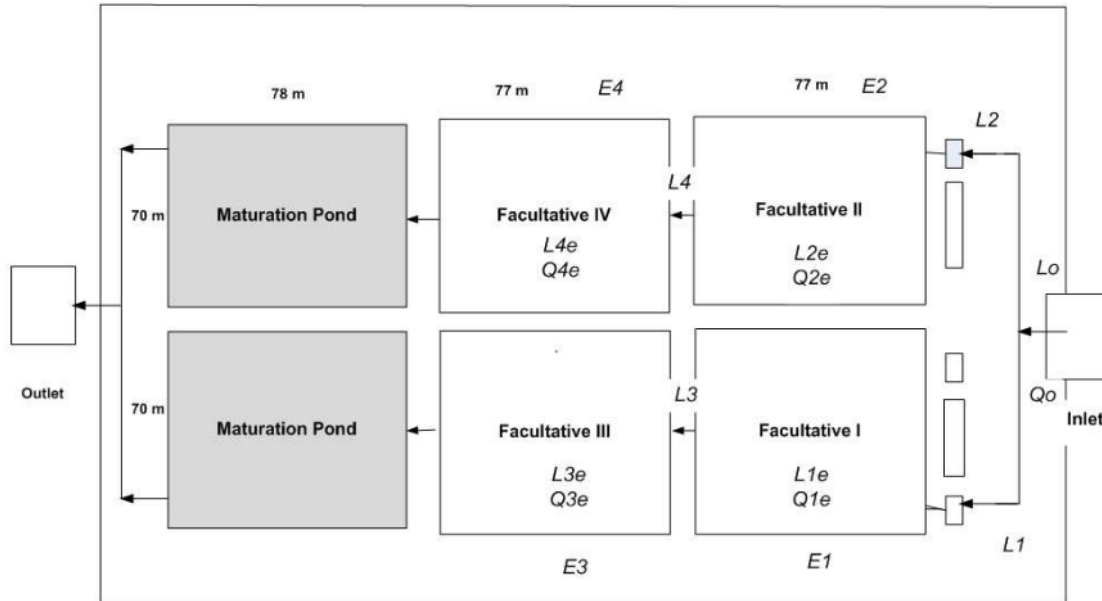 78 m
77 m
E4
77 m
E2
L2
70 m
Maturation Pond
Facultative IV
L4e
Q4e
L4
Facultative II
L2e
Q2e
Lo
Outlet
70 m
Maturation Pond
Facultative III
L3e
Q3e
L3
Facultative I
L1e
Q1e
Qo
Inlet
E3
E1
L1